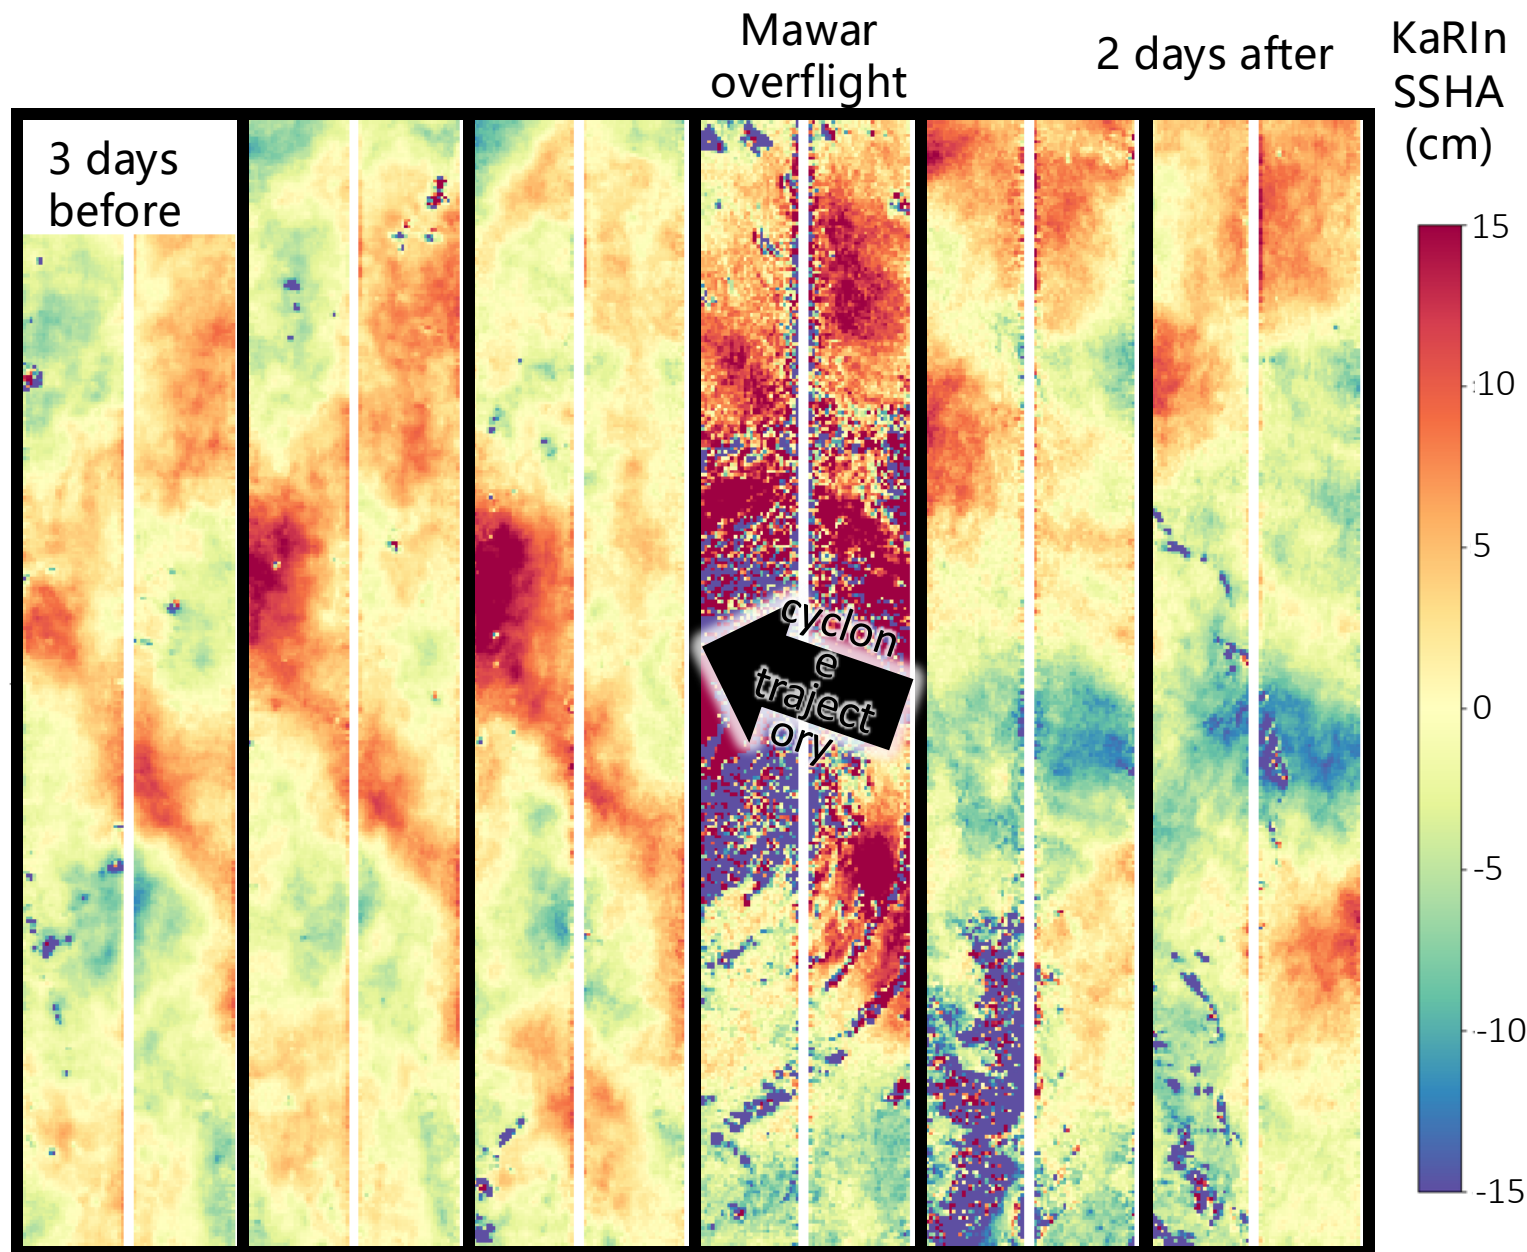 Mawar
overflight
2 days after
KaRIn
SSHA
(cm)
3 days
before
cyclon
e
traject
ory
15
10
5
0
-5
-10
-15